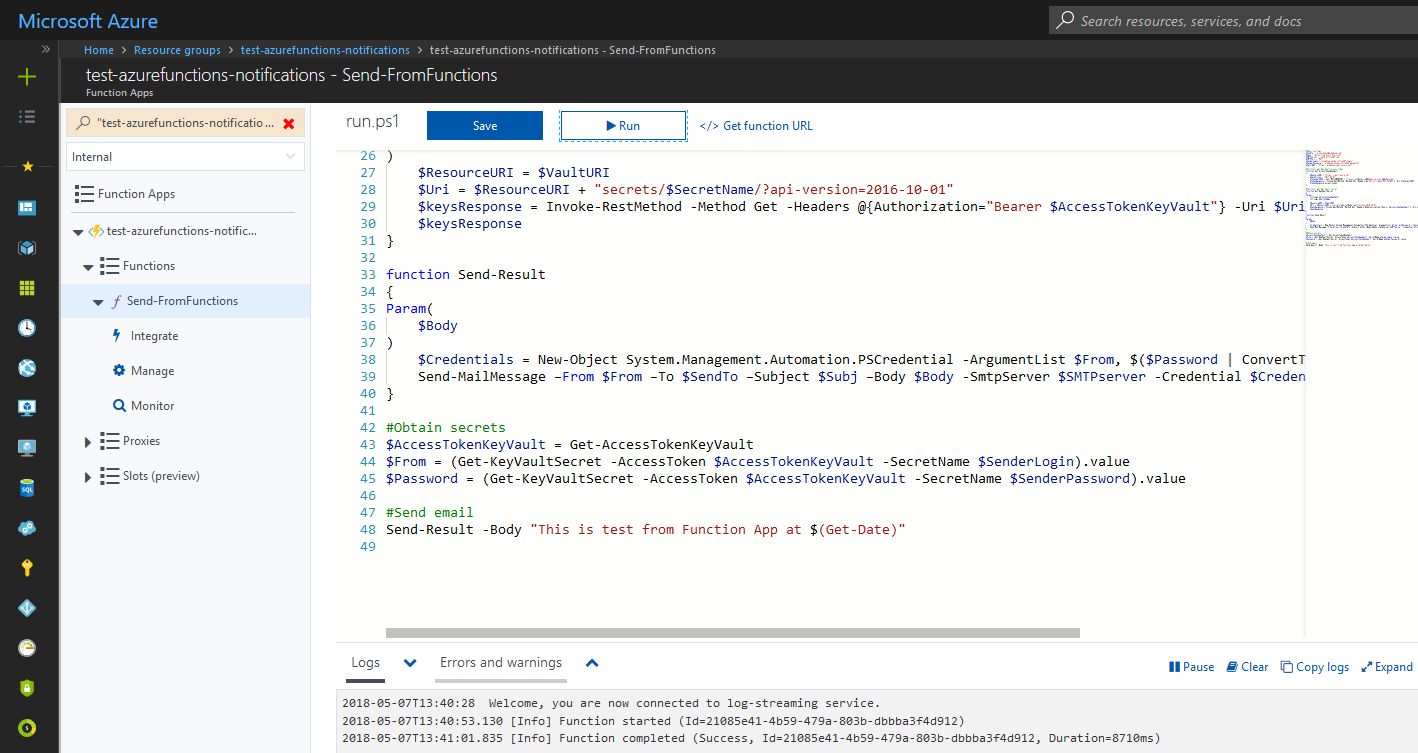 Microsoft Azure
Search resources, services, and docs
Home > Resource groups > test-azurefunctions-notifications > test-azurefunctions-notifications - Send-FromFunctions
test-azurefunctions-notifications - Send-FromFunctions
Function Apps
"test-azurefunctions-notificatio ...
Internal
Function Apps
test-azurefunctions-notific...
Functions
Send-FromFunctions
Integrate
Manage
Monitor
Proxies
Slots (preview)
run.ps1
Save
Run
</> Get function URL
26 )
27     $ResourceURI = $VaultURI
28     $Uri = $ResourceURI + "secrets/$SecretName/?api-version=2016-10-01"
29     $keysResponse = Invoke-RestMethod -Method Get -Headers @{Authorization="Bearer $AccessTokenKeyVault"} -Uri $Uri
30     $keysResponse
31 }
32
33 function Send-Result
34 {
35 Param(
36     $Body
37 )
38     $Credentials = New-Object System.Management.Automation.PSCredential -ArgumentList $From, $($Password | ConvertT
39     Send-MailMessage –From $From –To $SendTo –Subject $Subj –Body $Body -SmtpServer $SMTPserver -Credential $Creden
40 }
41
42 #Obtain secrets
43 $AccessTokenKeyVault = Get-AccessTokenKeyVault
44 $From = (Get-KeyVaultSecret -AccessToken $AccessTokenKeyVault -SecretName $SenderLogin).value
45 $Password = (Get-KeyVaultSecret -AccessToken $AccessTokenKeyVault -SecretName $SenderPassword).value
46
47 #Send email
48 Send-Result -Body "This is test from Function App at $(Get-Date)"
49
Logs
Errors and warnings
Pause
Clear
Copy logs
Expand
2018-05-07T13:40:28  Welcome, you are now connected to log-streaming service.
2018-05-07T13:40:53.130 [Info] Function started (Id=21085e41-4b59-479a-803b-dbbba3f4d912)
2018-05-07T13:41:01.835 [Info] Function completed (Success, Id=21085e41-4b59-479a-803b-dbbba3f4d912, Duration=8710ms)